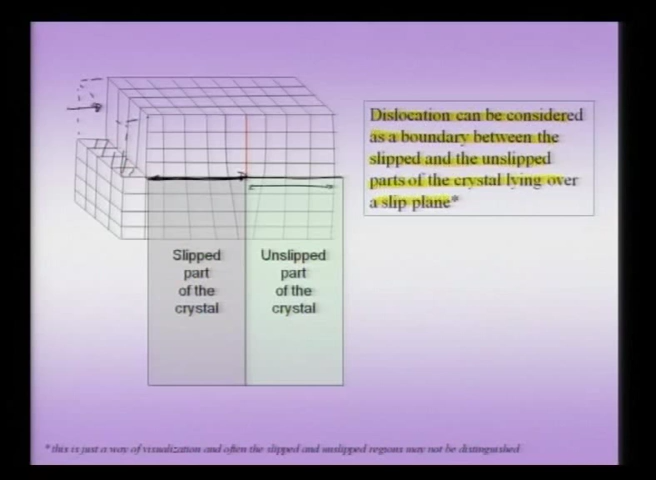 Dislocation can be considered
as a boundary between the
slipped and the unslipped
parts of the crystal lying over
a slip plane*
Slipped
part
of the
crystal
Unslipped
part
of the
crystal
* this is just a way of visualization and often the slipped and unslipped regions may not be distinguished